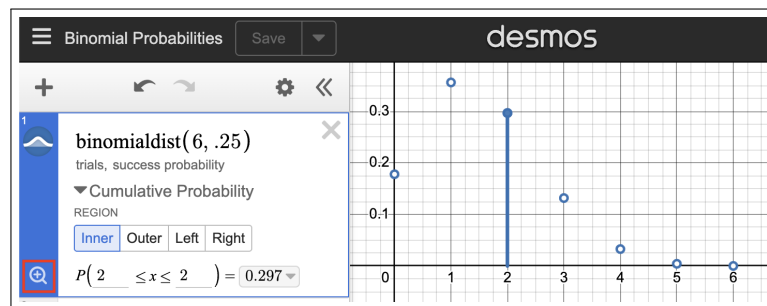 Binomial Probabilities Save desmos
1
binomialdist(6, .25)
trials, success probability
Cumulative Probability
REGION
Inner Outer Left Right
P( 2 ≤ x ≤ 2 ) = 0.297
0.3
0.2
0.1
0 1 2 3 4 5 6